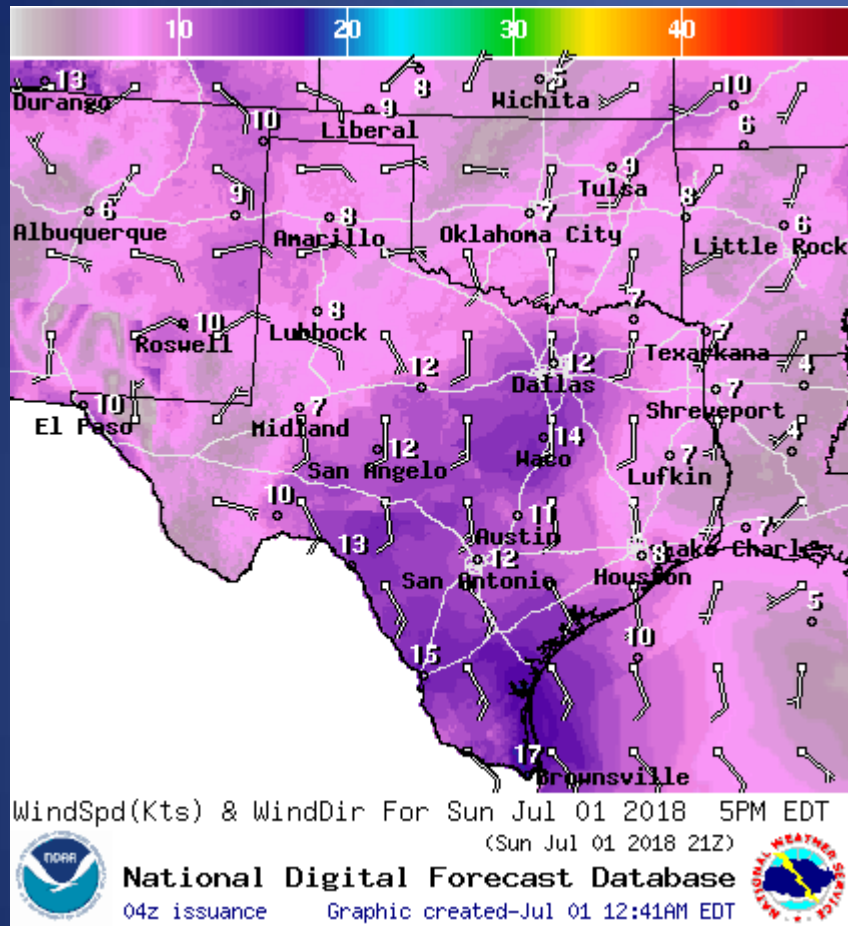 10 20 30 40
13 8 5 10
Durango Wichita
9
Liberal
10 6
9
Tulsa
6 9 8 7 8 6
Albuquerque Amarillo Oklahoma City Little Rock
10 8 7 7
Roswell Lubbock Texarkana
12 12 4
Dallas
10 7 7
El Paso Midland Shreveport
12 14 7 4
San Angelo Waco Lufkin
10 11 7
Austin Lake Charles
13 12 8
San Antonio Houston
5
10
15
17
Brownsville
WindSpd(Kts) & WindDir For Sun Jul 01 2018 5PM EDT
(Sun Jul 01 2018 21Z)
NOAA
National Digital Forecast Database
04z issuance Graphic created-Jul 01 12:41AM EDT
NATIONAL WEATHER SERVICE